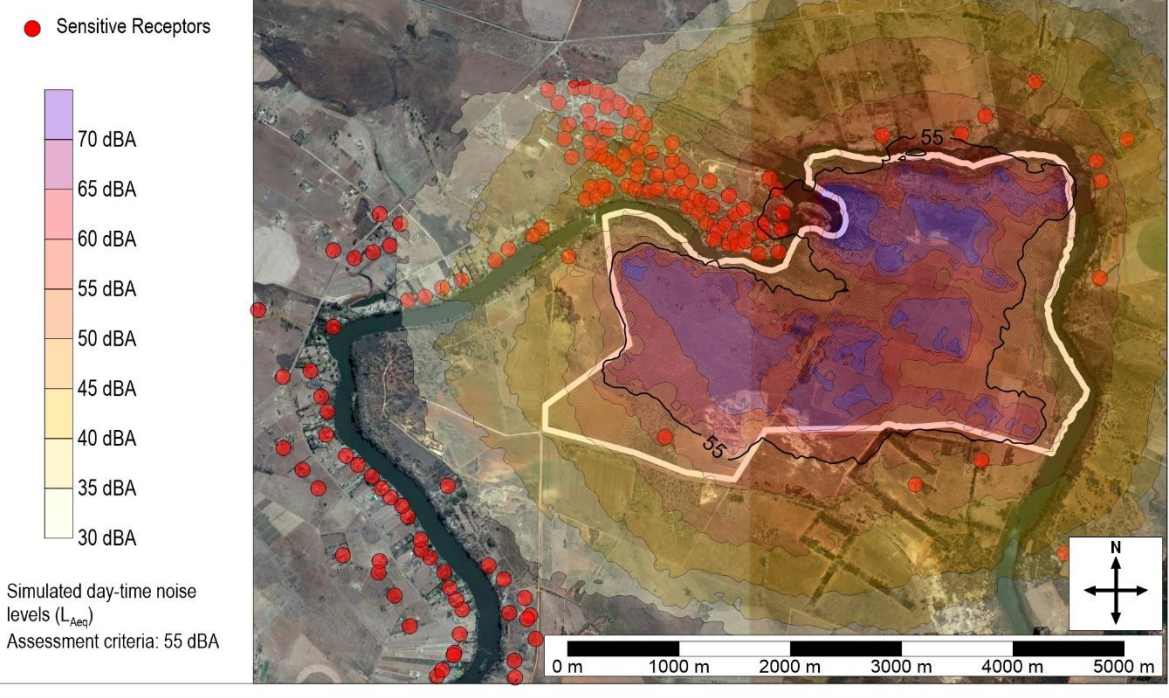 Sensitive Receptors
70 dBA
65 dBA
60 dBA
55 dBA
50 dBA
45 dBA
40 dBA
35 dBA
30 dBA
Simulated day-time noise
levels (LAeq)
Assessment criteria: 55 dBA
55
55
N
0 m 1000 m 2000 m 3000 m 4000 m 5000 m